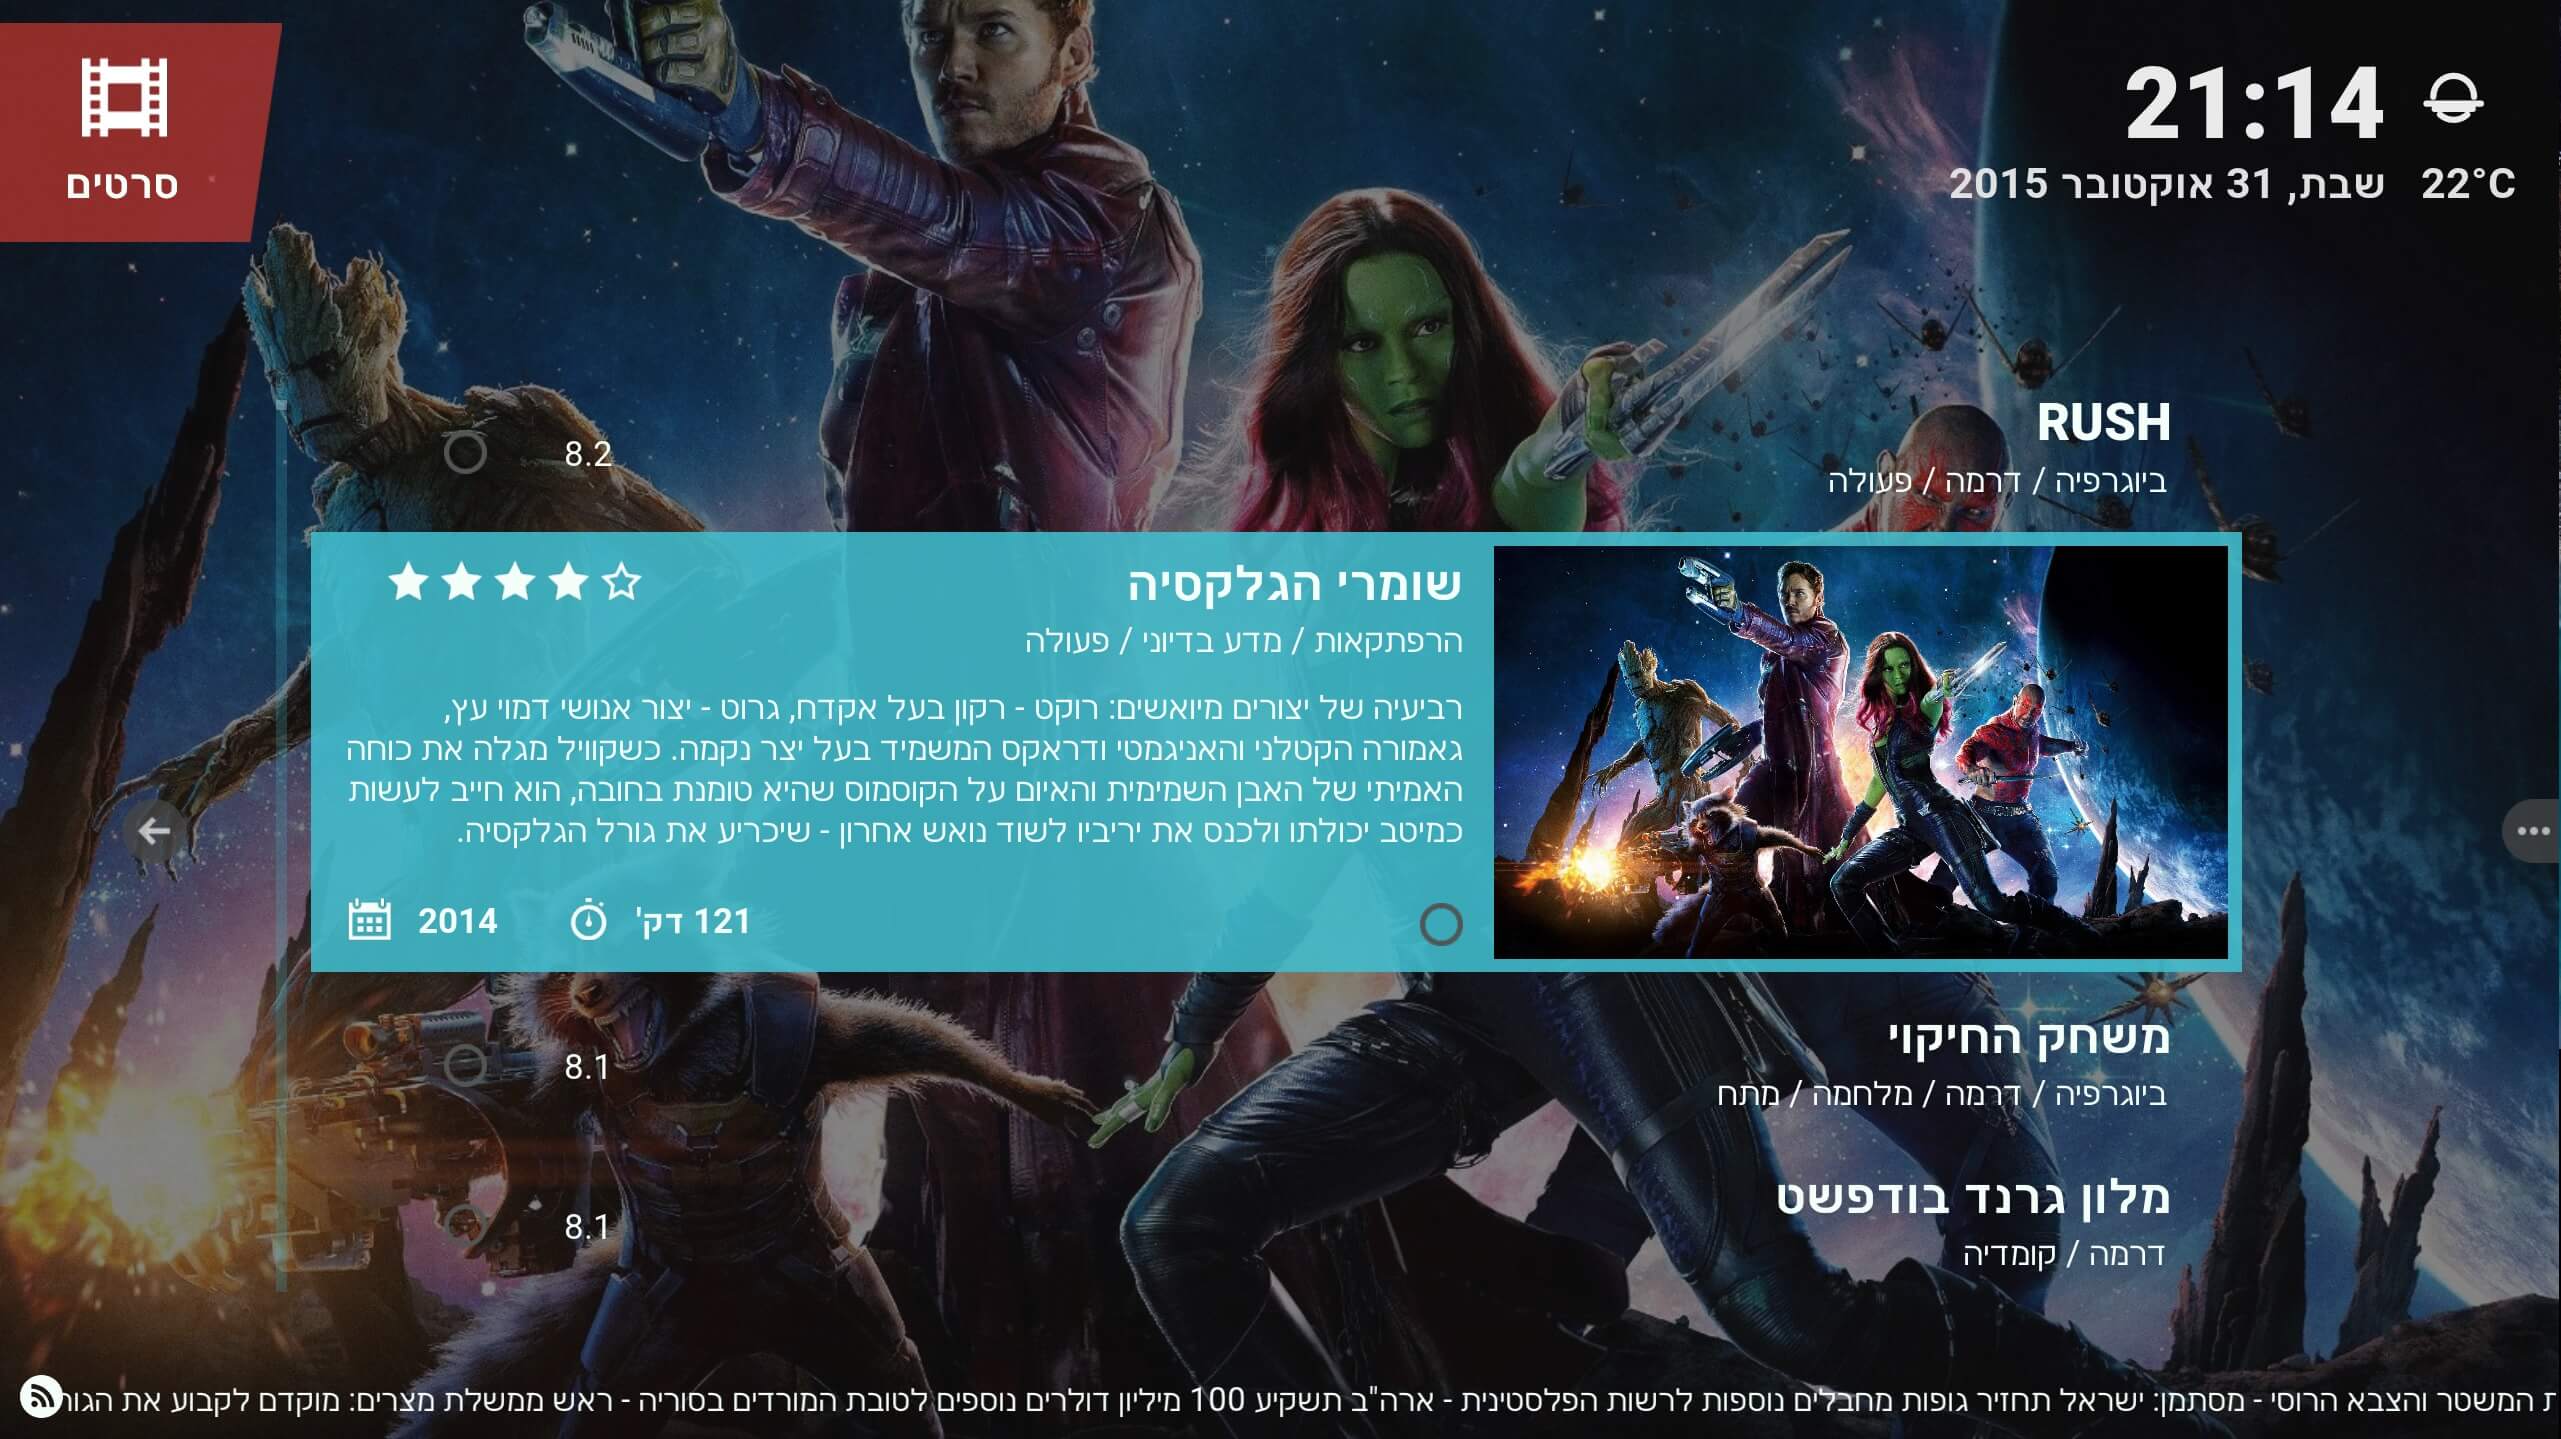 סרטים
21:14
שבת, 31 אוקטובר 2015
22°C
RUSH
ביוגרפיה / דרמה / פעולה
8.2
שומרי הגלקסיה
הרפתקאות / מדע בדיוני / פעולה
רביעיה של יצורים מיואשים: רוקט - רקון בעל אקדח, גרוט - יצור אנושי דמוי עץ,
גאמורה הקטלני והאניגמטי ודראקס המשמיד בעל יצר נקמה. כשקוויל מגלה את כוחה
האמיתי של האבן השמימית והאיום על הקוסמוס שהיא טומנת בחובה, הוא חייב לעשות
כמיטב יכולתו ולכנס את יריביו לשוד נואש אחרון - שיכריע את גורל הגלקסיה.
121 דק'
2014
משחק החיקוי
ביוגרפיה / דרמה / מלחמה / מתח
8.1
מלון גרנד בודפשט
דרמה / קומדיה
8.1
ת המשטר והצבא הרוסי - מסתמן: ישראל תחזיר גופות מחבלים נוספות לרשות הפלסטינית - ארה"ב תשקיע 100 מיליון דולרים נוספים לטובת המורדים בסוריה - ראש ממשלת מצרים: מוקדם לקבוע את הגור